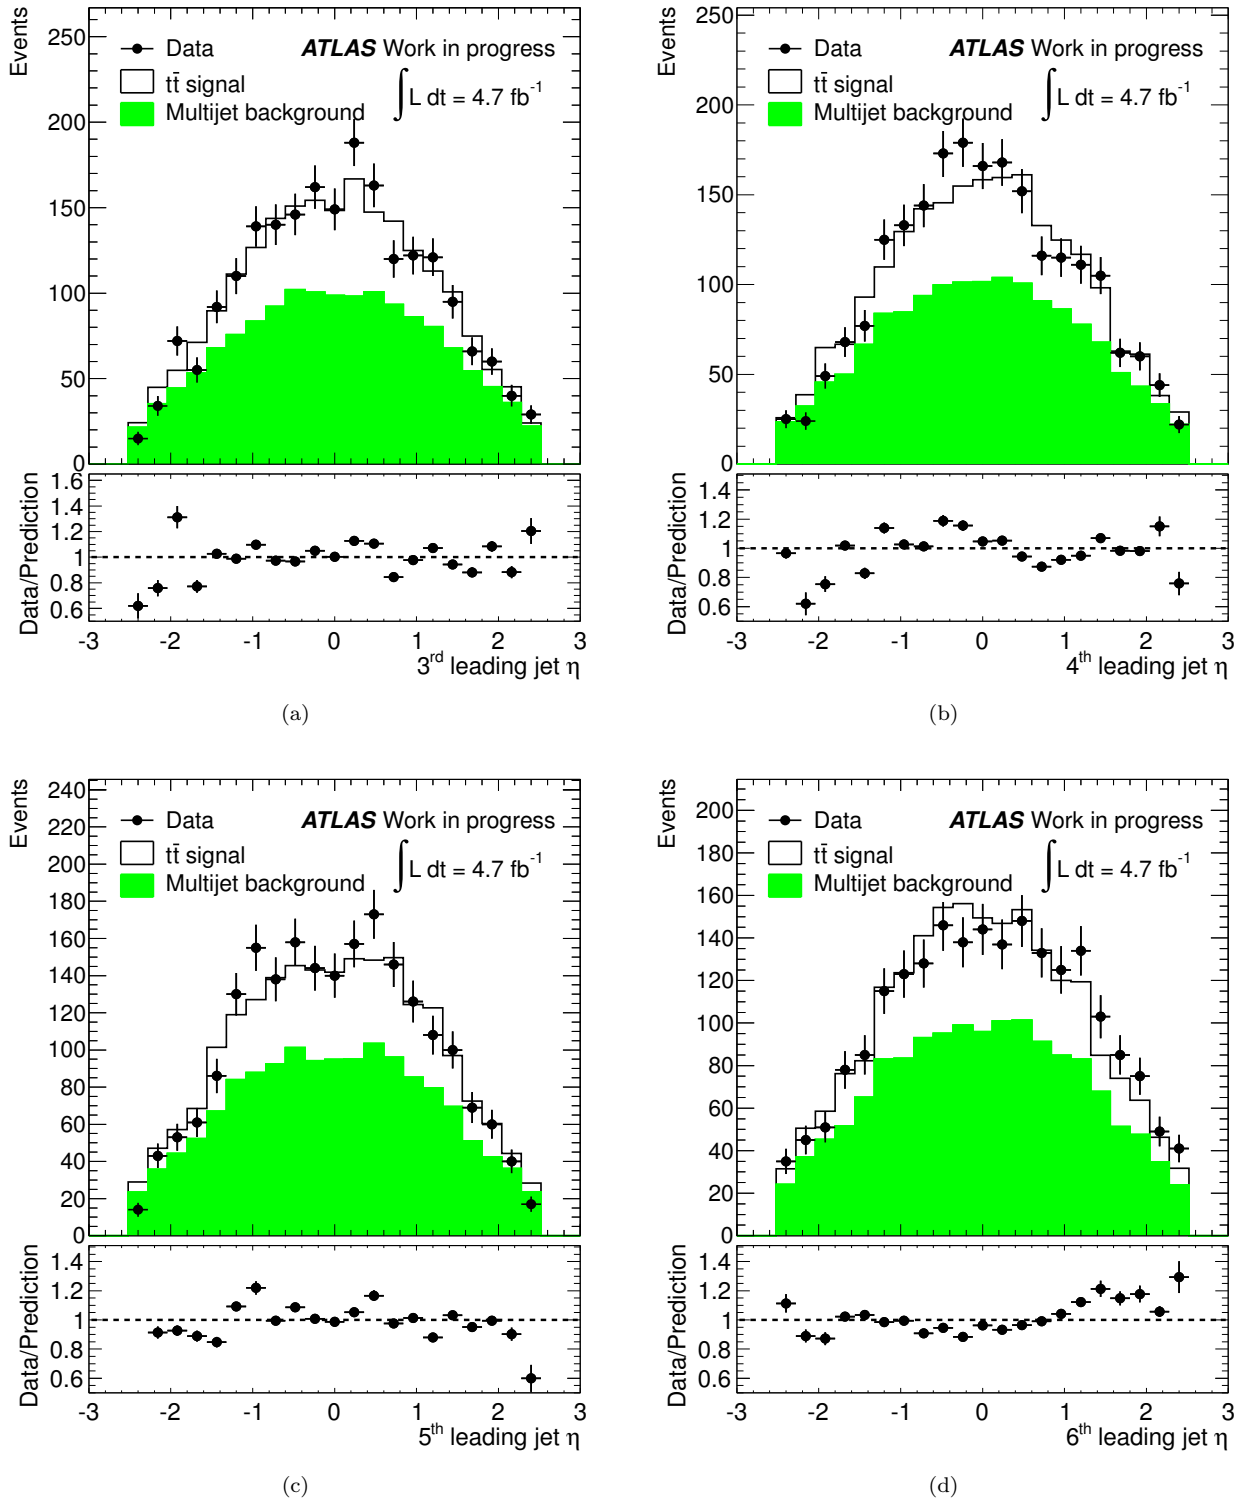 Events
250
200
150
100
50
0
Data
tt̄ signal
Multijet background
ATLAS Work in progress
∫ L dt = 4.7 fb⁻¹
Data/Prediction
1.6
1.4
1.2
1
0.8
0.6
-3 -2 -1 0 1 2 3
3rd leading jet η
(a)
Events
250
200
150
100
50
0
Data
tt̄ signal
Multijet background
ATLAS Work in progress
∫ L dt = 4.7 fb⁻¹
Data/Prediction
1.4
1.2
1
0.8
0.6
-3 -2 -1 0 1 2 3
4th leading jet η
(b)
Events
240
220
200
180
160
140
120
100
80
60
40
20
0
Data
tt̄ signal
Multijet background
ATLAS Work in progress
∫ L dt = 4.7 fb⁻¹
Data/Prediction
1.4
1.2
1
0.8
0.6
-3 -2 -1 0 1 2 3
5th leading jet η
(c)
Events
200
180
160
140
120
100
80
60
40
20
0
Data
tt̄ signal
Multijet background
ATLAS Work in progress
∫ L dt = 4.7 fb⁻¹
Data/Prediction
1.4
1.2
1
0.8
0.6
-3 -2 -1 0 1 2 3
6th leading jet η
(d)